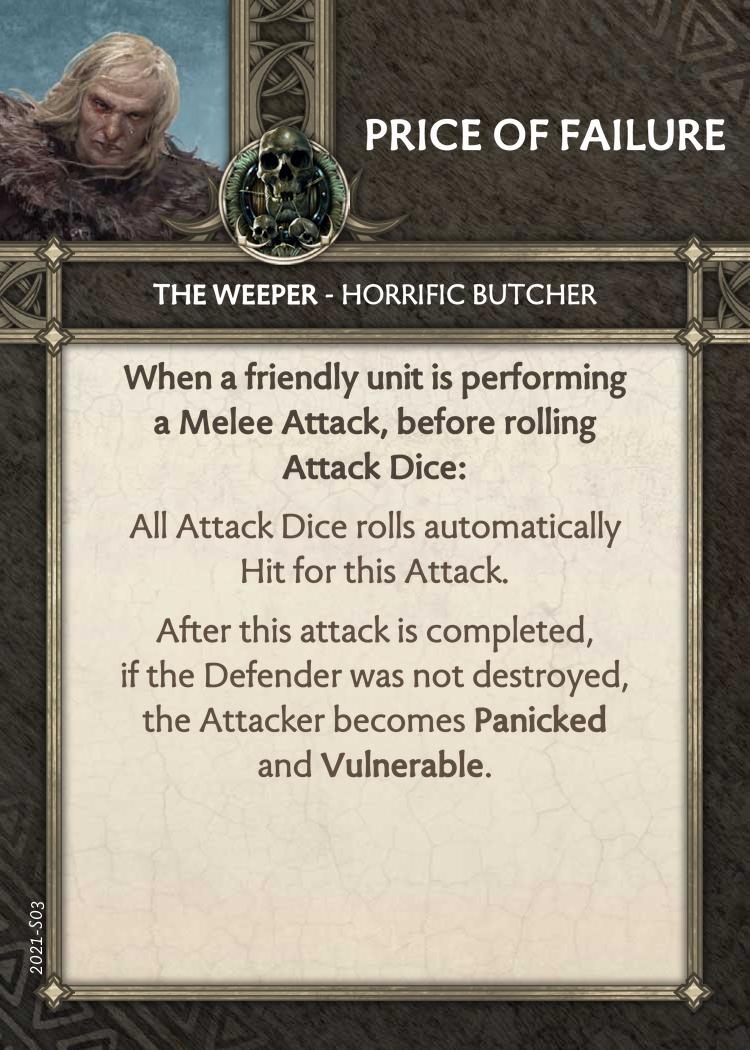 PRICE OF FAILURE
THE WEEPER - HORRIFIC BUTCHER
When a friendly unit is performing
a Melee Attack, before rolling
Attack Dice:
All Attack Dice rolls automatically
Hit for this Attack.
After this attack is completed,
if the Defender was not destroyed,
the Attacker becomes Panicked
and Vulnerable.
2021-S03